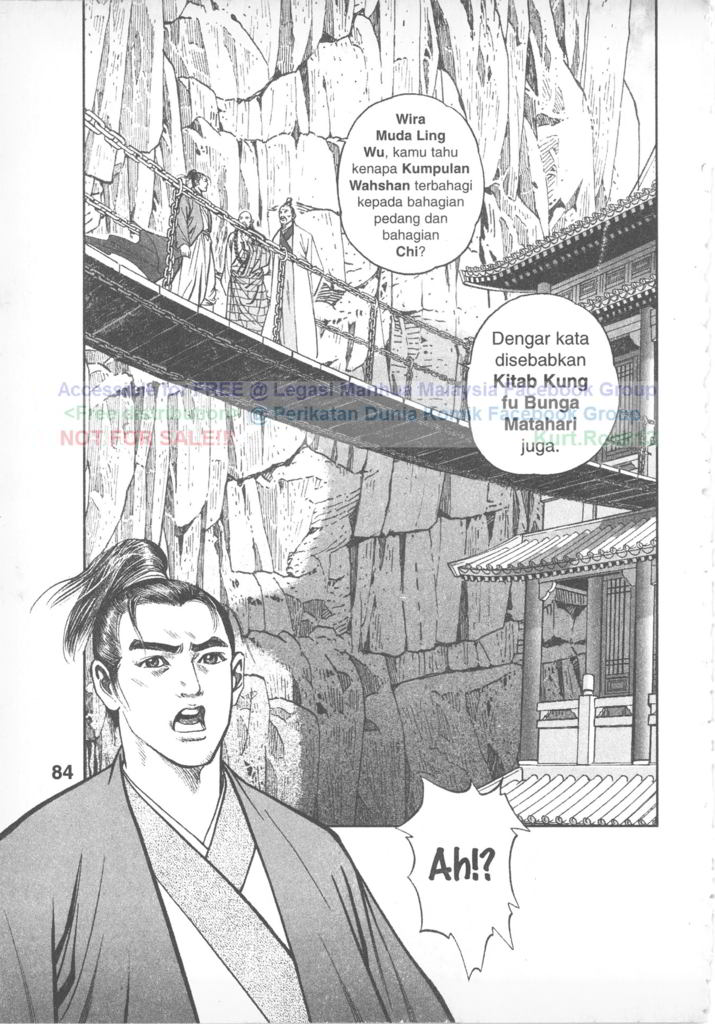 Wira
Muda Ling
Wu, kamu tahu
kenapa Kumpulan
Wahshan terbahagi
kepada bahagian
pedang dan
bahagian
Chi?
Dengar kata
disebabkan
Kitab Kung
fu Bunga
Matahari
juga.
Accessible for FREE @ Legasi Manhua Malaysia Facebook Group
<Free distribution> @ Perikatan Dunia Komik Facebook Group
NOT FOR SALE!!
84
Ah!?